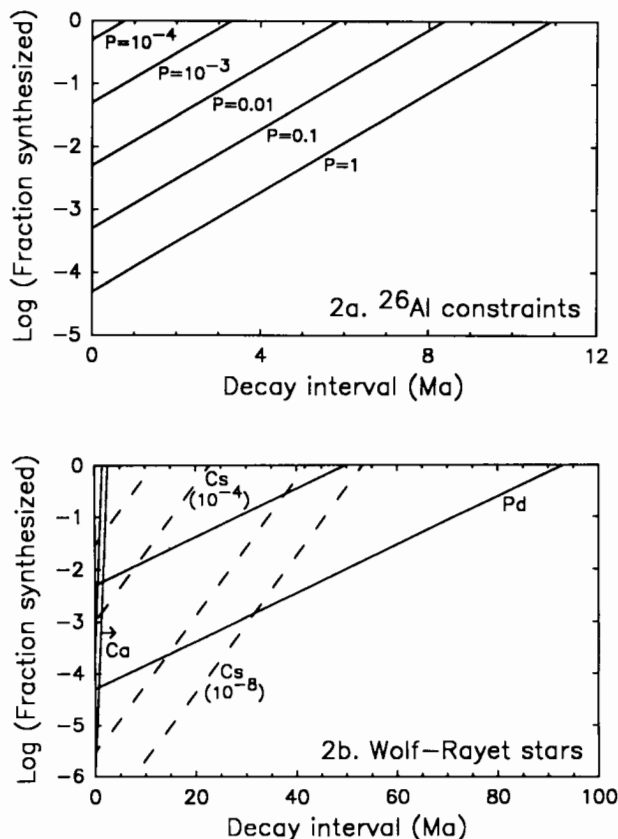 0
−1
−2
−3
−4
−5
Log (Fraction synthesized)
P=10⁻⁴
P=10⁻³
P=0.01
P=0.1
P=1
2a. ²⁶Al constraints
0 4 8 12
Decay interval (Ma)
0
−1
−2
−3
−4
−5
−6
Log (Fraction synthesized)
Cs
(10⁻⁴)
Pd
Ca
Cs
(10⁻⁸)
2b. Wolf−Rayet stars
0 20 40 60 80 100
Decay interval (Ma)